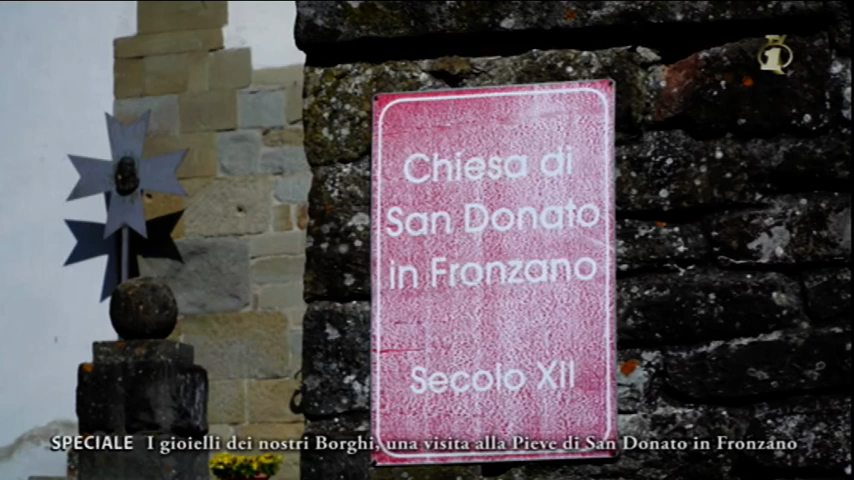 1
Chiesa di
San Donato
in Fronzano
Secolo XII
SPECIALE I gioielli dei nostri Borghi, una visita alla Pieve di San Donato in Fronzano